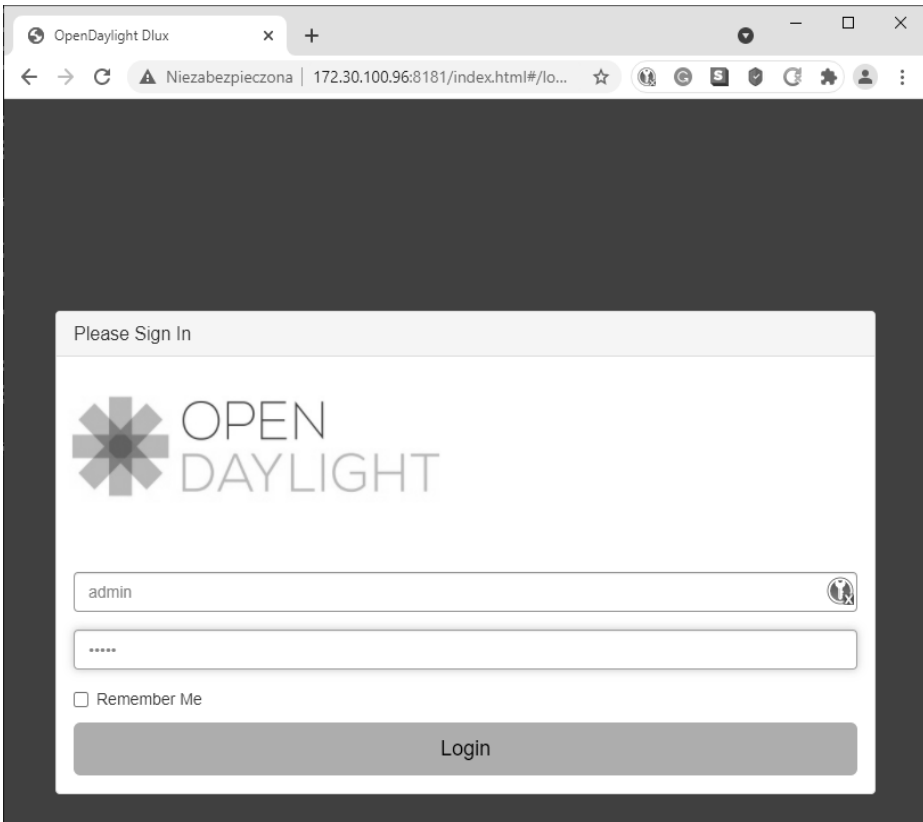 OpenDaylight Dlux
Niezabezpieczona | 172.30.100.96:8181/index.html#/lo...
Please Sign In
OPEN
DAYLIGHT
admin
•••••
Remember Me
Login